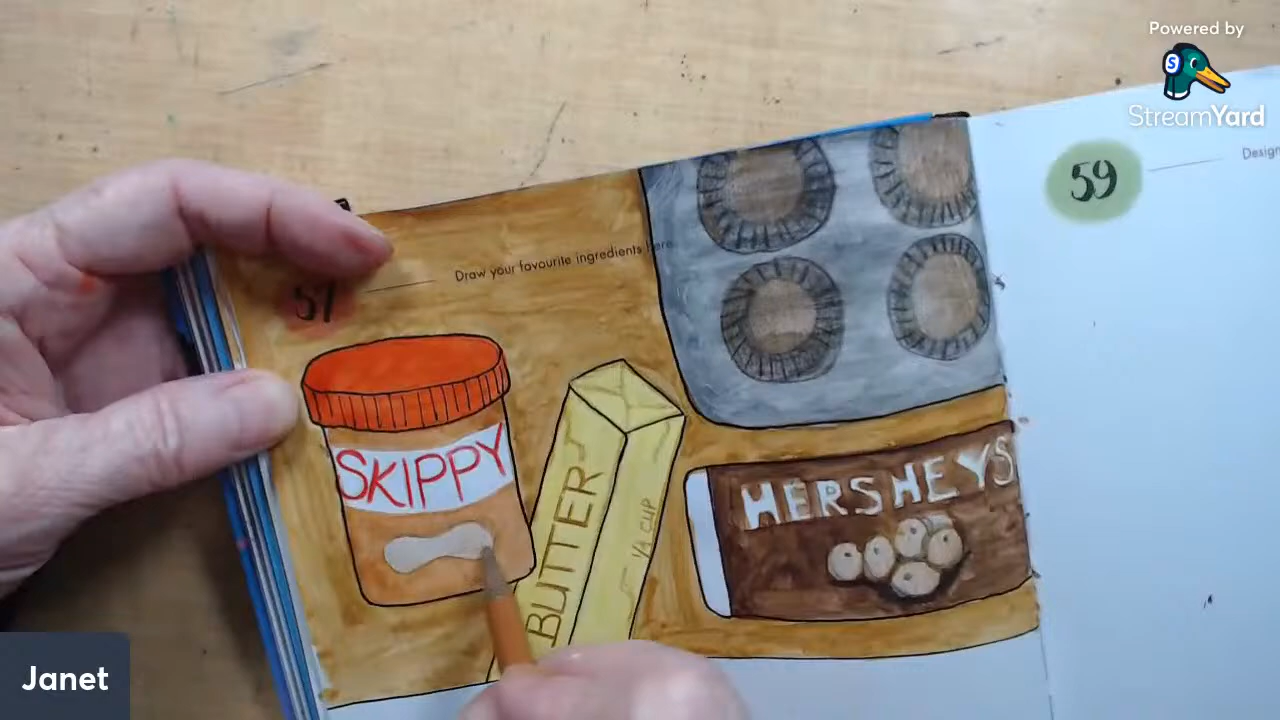 Powered by
StreamYard
59
Design
57
Draw your favourite ingredients here
SKIPPY
BUTTER
1/4 CUP
HERSHEYS
Janet